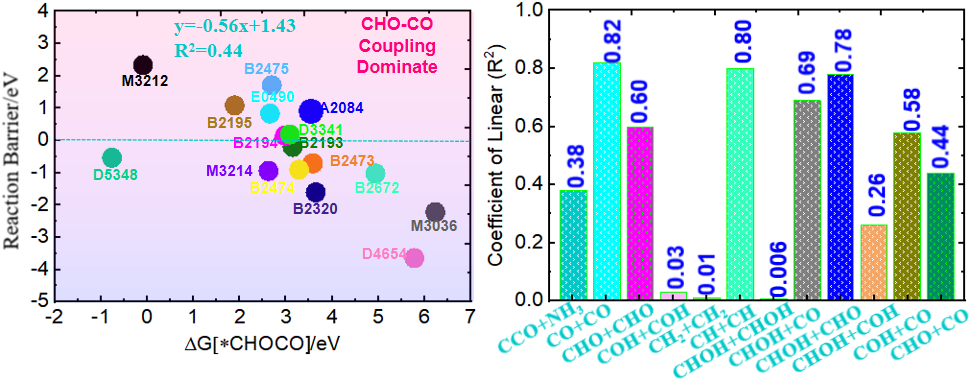 y=-0.56x+1.43
R²=0.44
CHO-CO
Coupling
Dominate
M3212
B2475
E0490
A2084
B2195
D3341
B2194
B2193
D5348
M3214
B2473
B2474
B2672
B2320
M3036
D4654
Reaction Barrier/eV
4
3
2
1
0
-1
-2
-3
-4
-5
-2 -1 0 1 2 3 4 5 6 7
ΔG[*CHOCO]/eV
Coefficient of Linear (R²)
1.0
0.8
0.6
0.4
0.2
0.0
0.38
0.82
0.60
0.03
0.01
0.80
0.006
0.69
0.78
0.26
0.58
0.44
CCO+NH₃
CO+CO
CHO+CHO
COH+COH
CH₂+CH₂
CH+CH
CHOH+CHOH
CHOH+CO
CHOH+CHO
CHOH+COH
COH+CO
CHO+CO